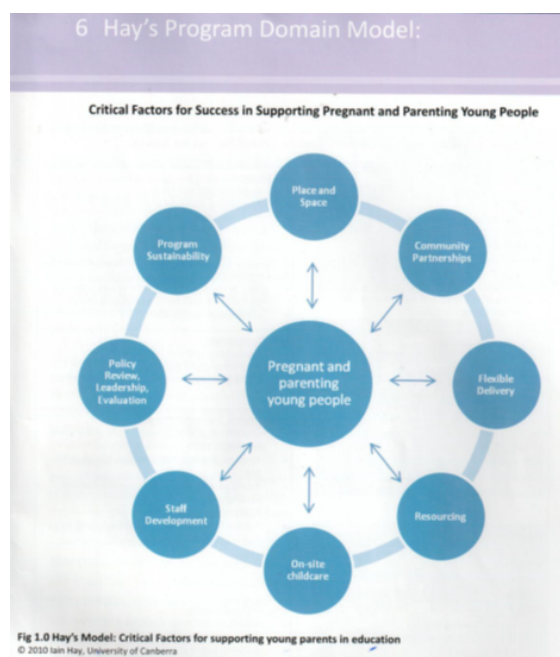 6 Hay's Program Domain Model:
Critical Factors for Success in Supporting Pregnant and Parenting Young People
Place and
Space
Community
Partnerships
Flexible
Delivery
Resourcing
On-site
childcare
Staff
Development
Policy
Review,
Leadership,
Evaluation
Program
Sustainability
Pregnant and
parenting
young people
Fig 1.0 Hay's Model: Critical Factors for supporting young parents in education
© 2010 Iain Hay, University of Canberra